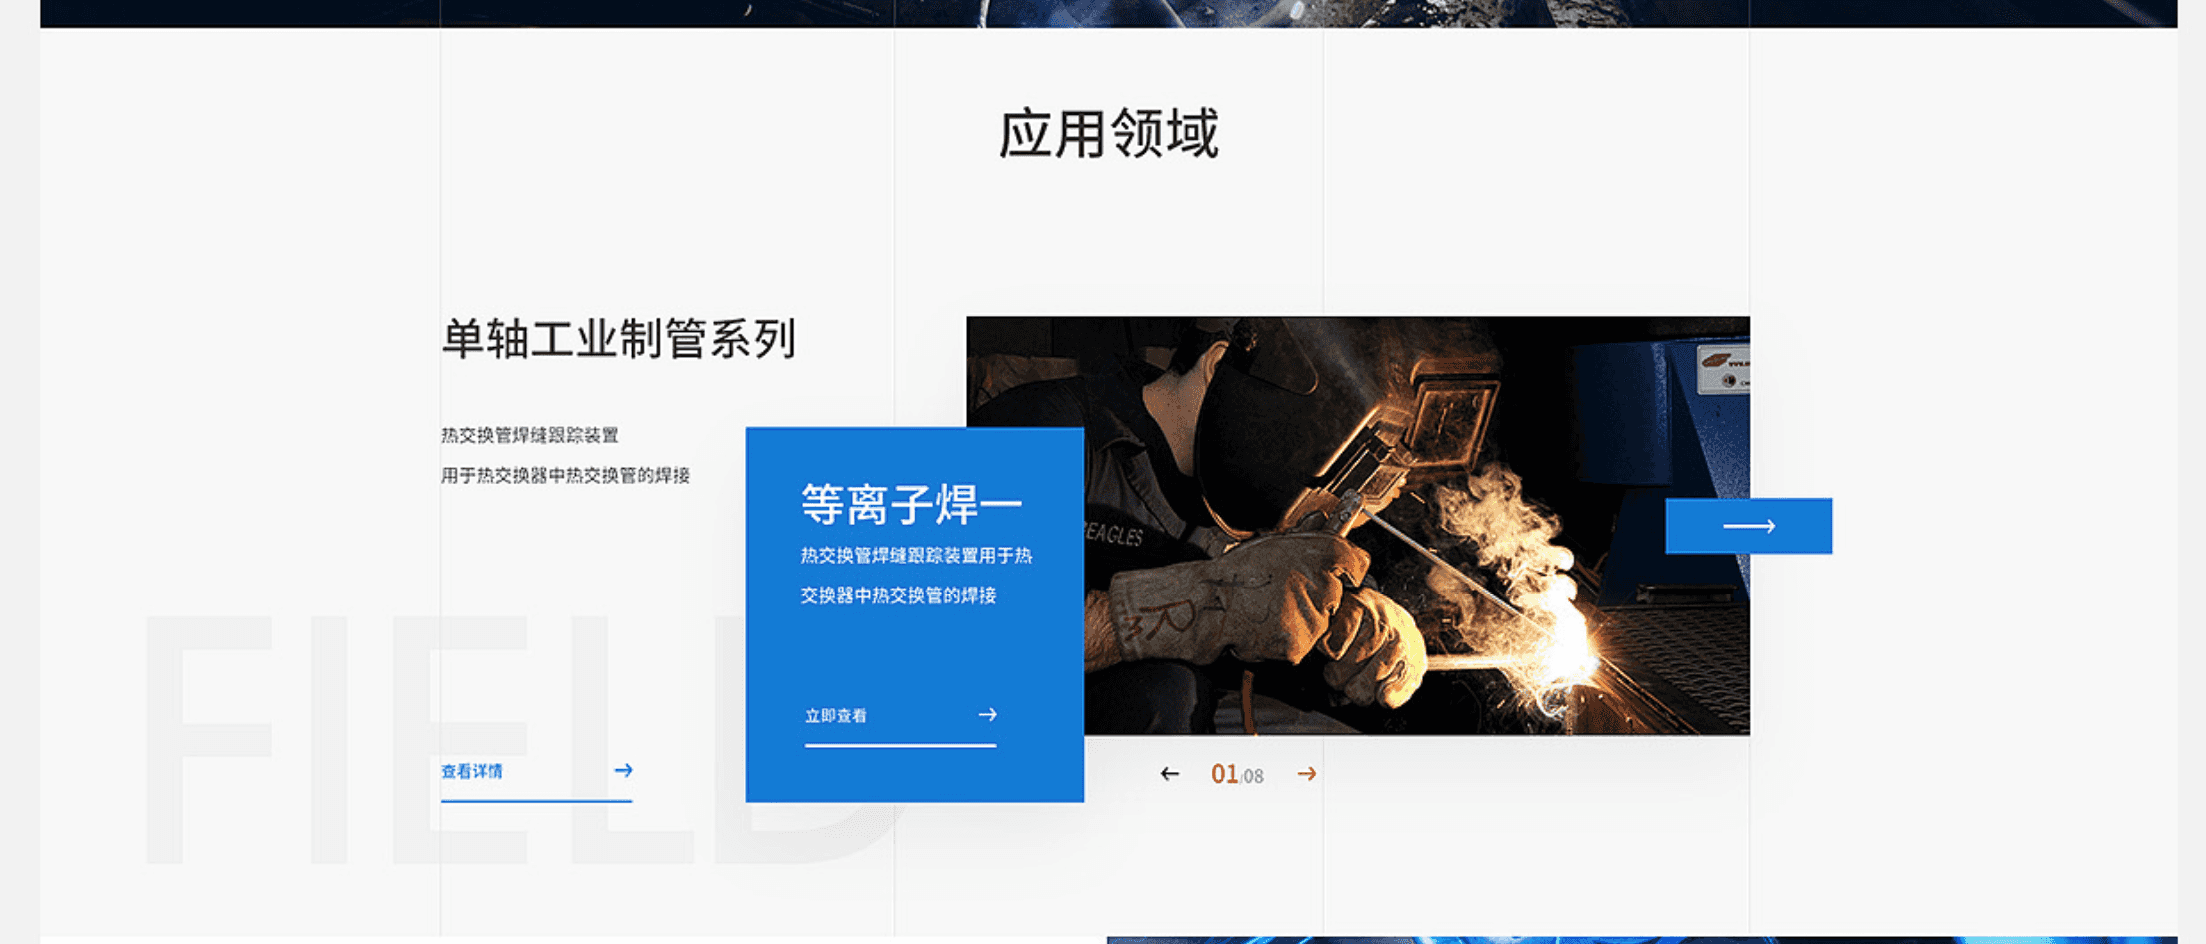 应用领域
单轴工业制管系列
热交换管焊缝跟踪装置
用于热交换器中热交换管的焊接
等离子焊一
热交换管焊缝跟踪装置用于热
交换器中热交换管的焊接
立即查看
查看详情
01/08
FIELD
EAGLES